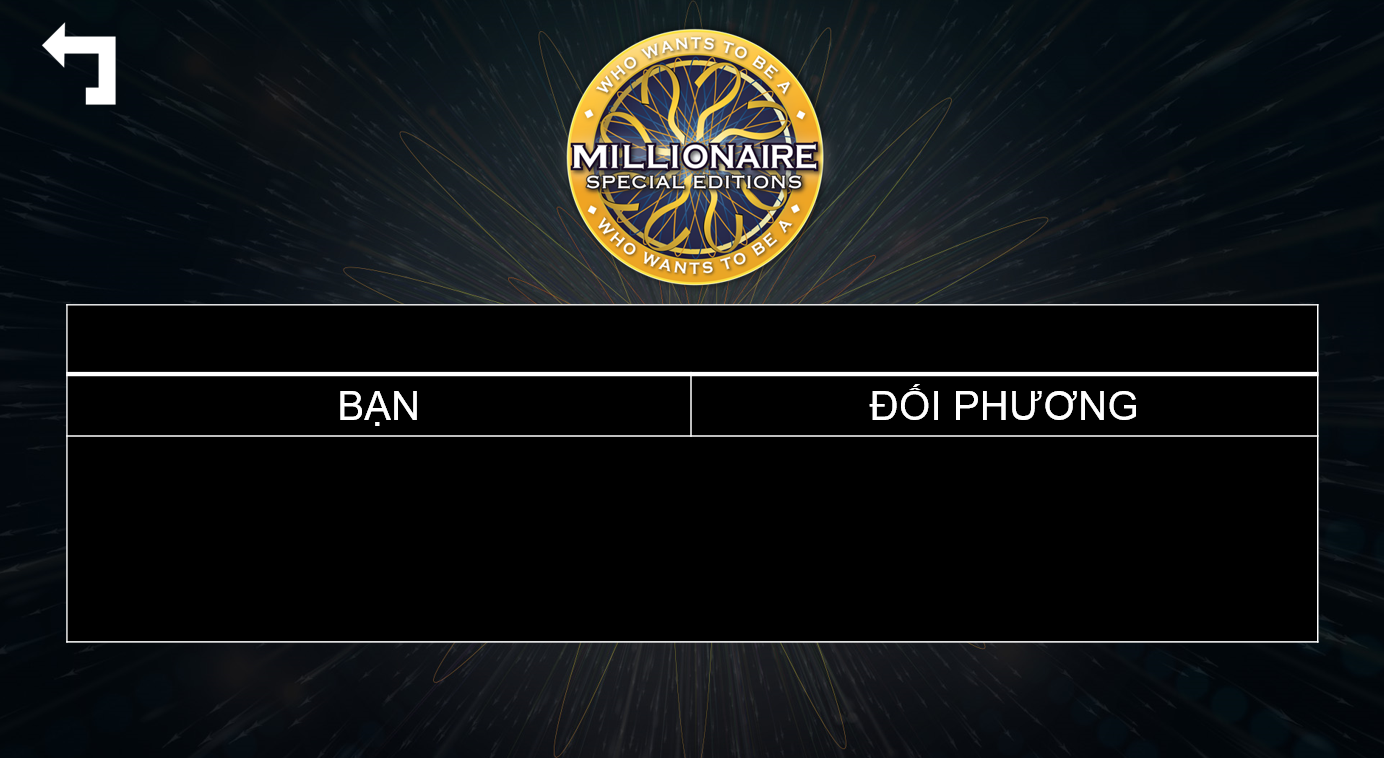 WHO WANTS TO BE A
MILLIONAIRE
SPECIAL EDITIONS
WHO WANTS TO BE A
BẠN
ĐỐI PHƯƠNG